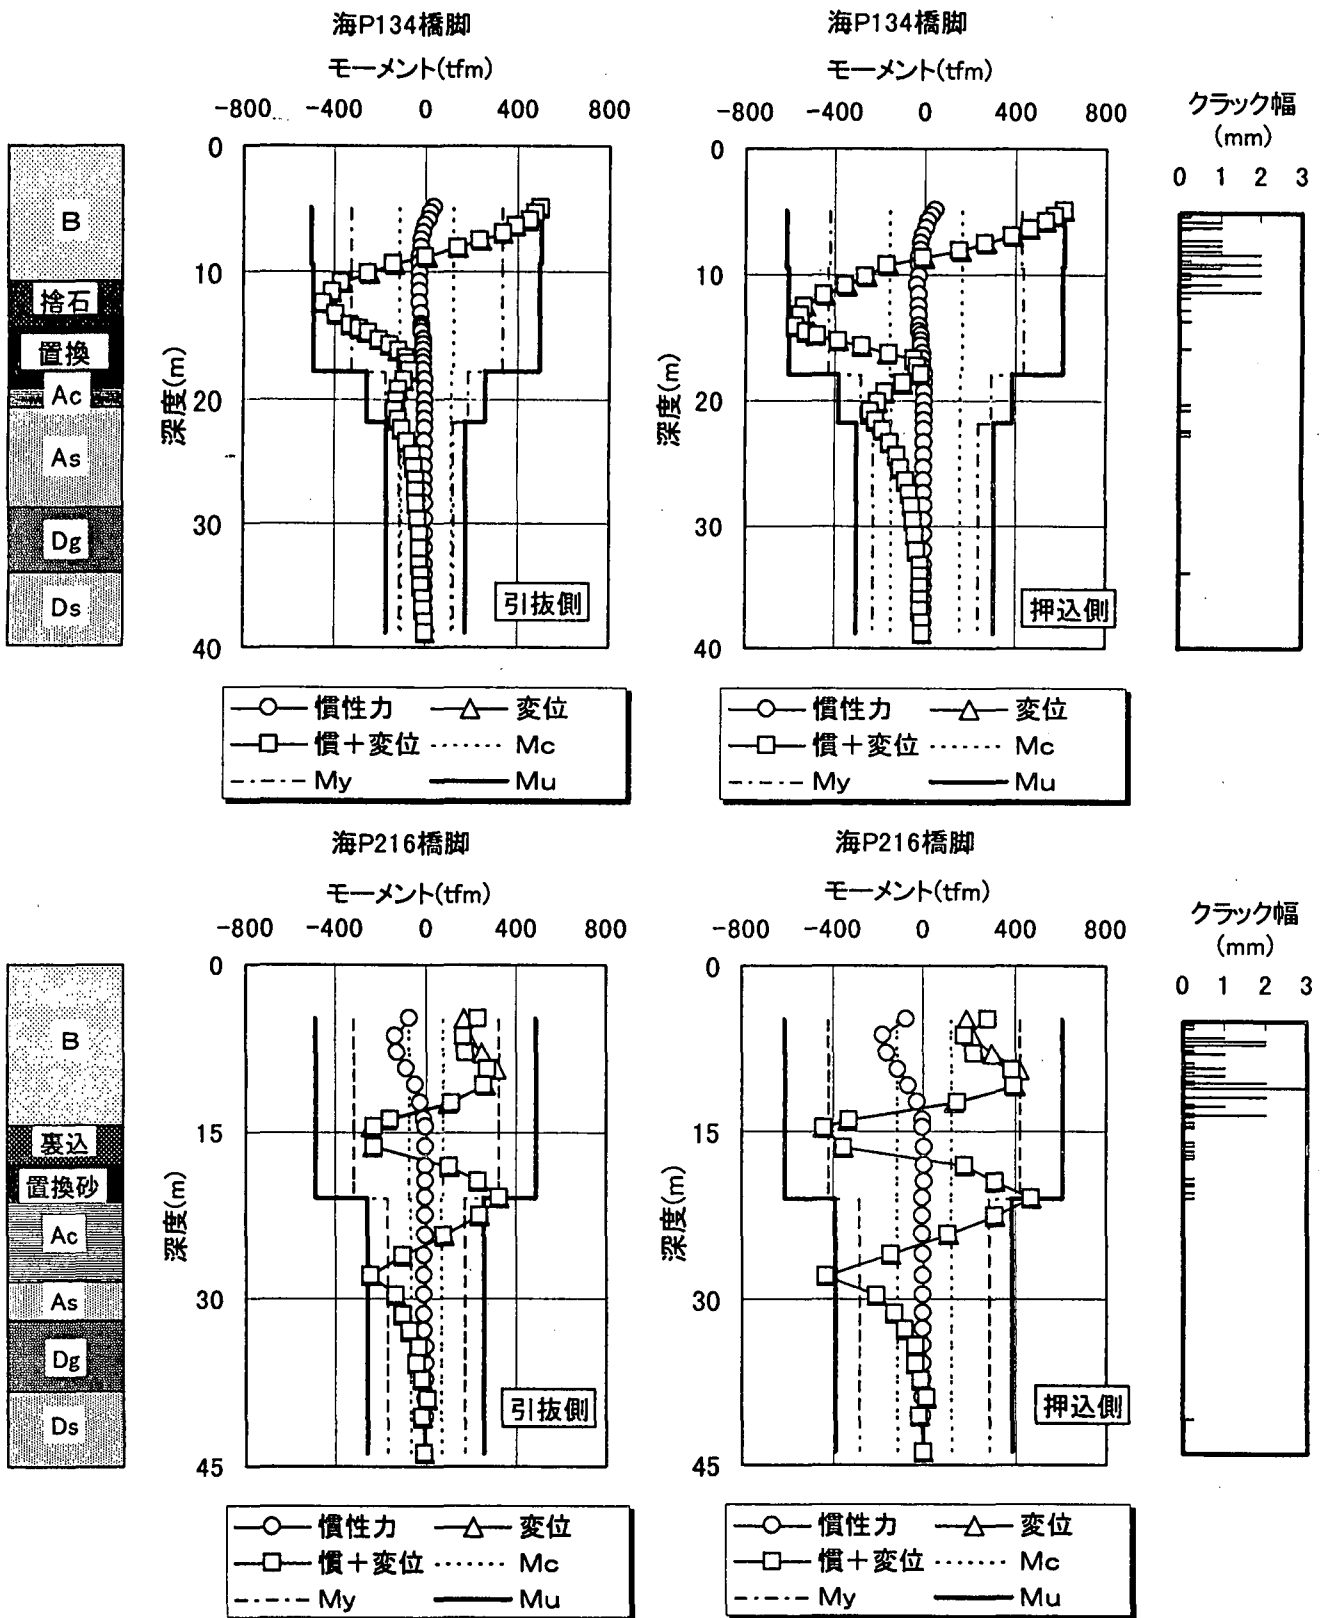 海P134橋脚
モーメント(tfm)
-800 -400 0 400 800
0
10
20
30
40
深度(m)
引抜側
海P134橋脚
モーメント(tfm)
-800 -400 0 400 800
0
10
20
30
40
深度(m)
押込側
クラック幅
(mm)
0 1 2 3
B
捨石
置換
Ac
As
Dg
Ds
慣性力 変位
慣+変位 Mc
My Mu
慣性力 変位
慣+変位 Mc
My Mu
海P216橋脚
モーメント(tfm)
-800 -400 0 400 800
0
15
30
45
深度(m)
引抜側
海P216橋脚
モーメント(tfm)
-800 -400 0 400 800
0
15
30
45
深度(m)
押込側
クラック幅
(mm)
0 1 2 3
B
裏込
置換砂
Ac
As
Dg
Ds
慣性力 変位
慣+変位 Mc
My Mu
慣性力 変位
慣+変位 Mc
My Mu